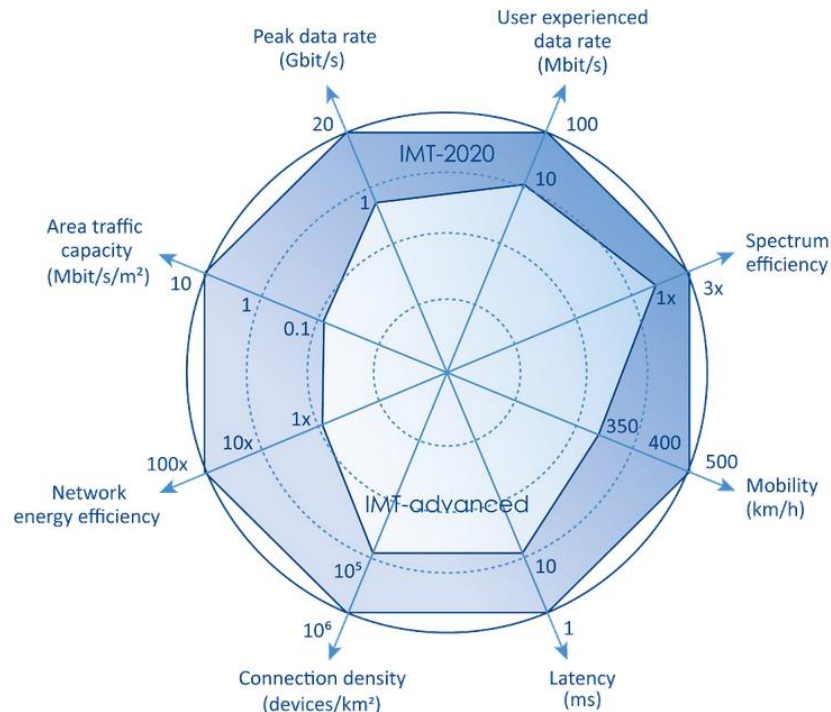 User experienced
data rate
(Mbit/s)
Peak data rate
(Gbit/s)
20
100
IMT-2020
1
10
Area traffic
capacity
(Mbit/s/m²)
Spectrum
efficiency
10
1
0.1
1x
3x
1x
10x
100x
350
400
500
Network
energy efficiency
Mobility
(km/h)
IMT-advanced
10⁵
10
10⁶
1
Connection density
(devices/km²)
Latency
(ms)